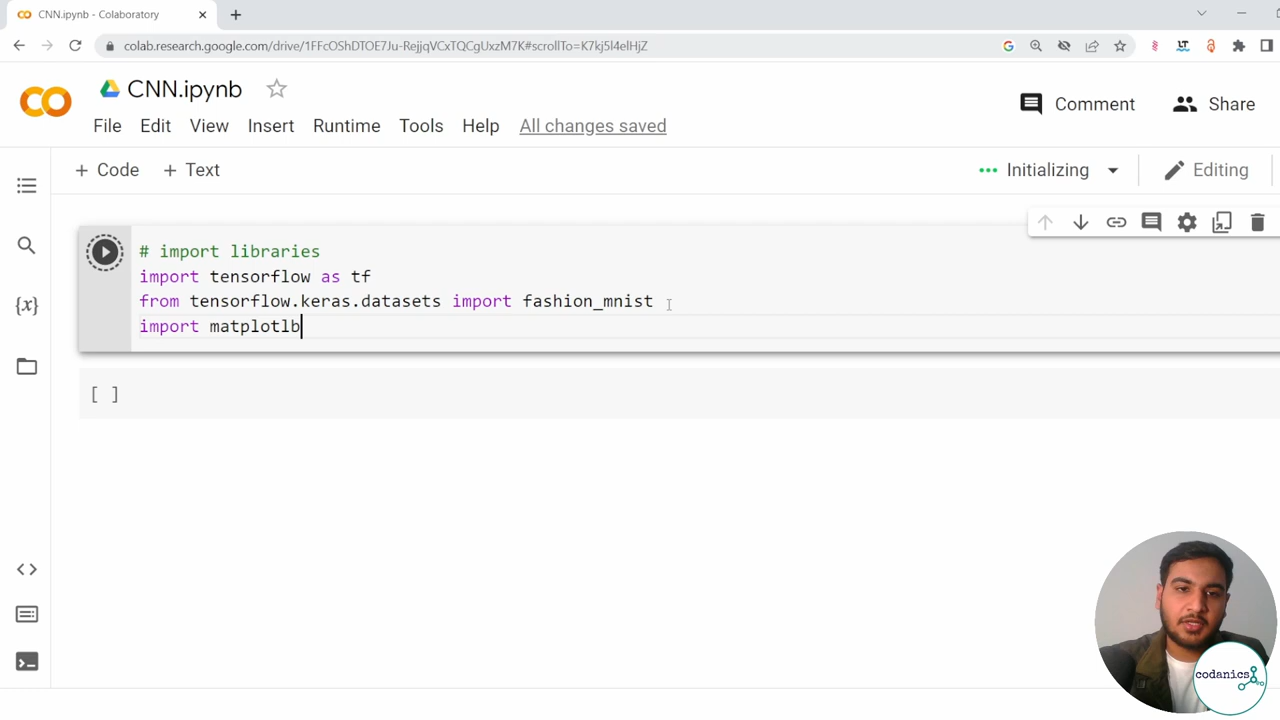 CNN.ipynb - Colaboratory
colab.research.google.com/drive/1FFcOShDTOE7Ju-RejjqVCxTQCgUxzM7K#scrollTo=K7kj5l4elHjZ
CNN.ipynb
Comment
Share
File Edit View Insert Runtime Tools Help All changes saved
+ Code + Text
Initializing
Editing
# import libraries
import tensorflow as tf
from tensorflow.keras.datasets import fashion_mnist
import matplotlb
[ ]
codanics